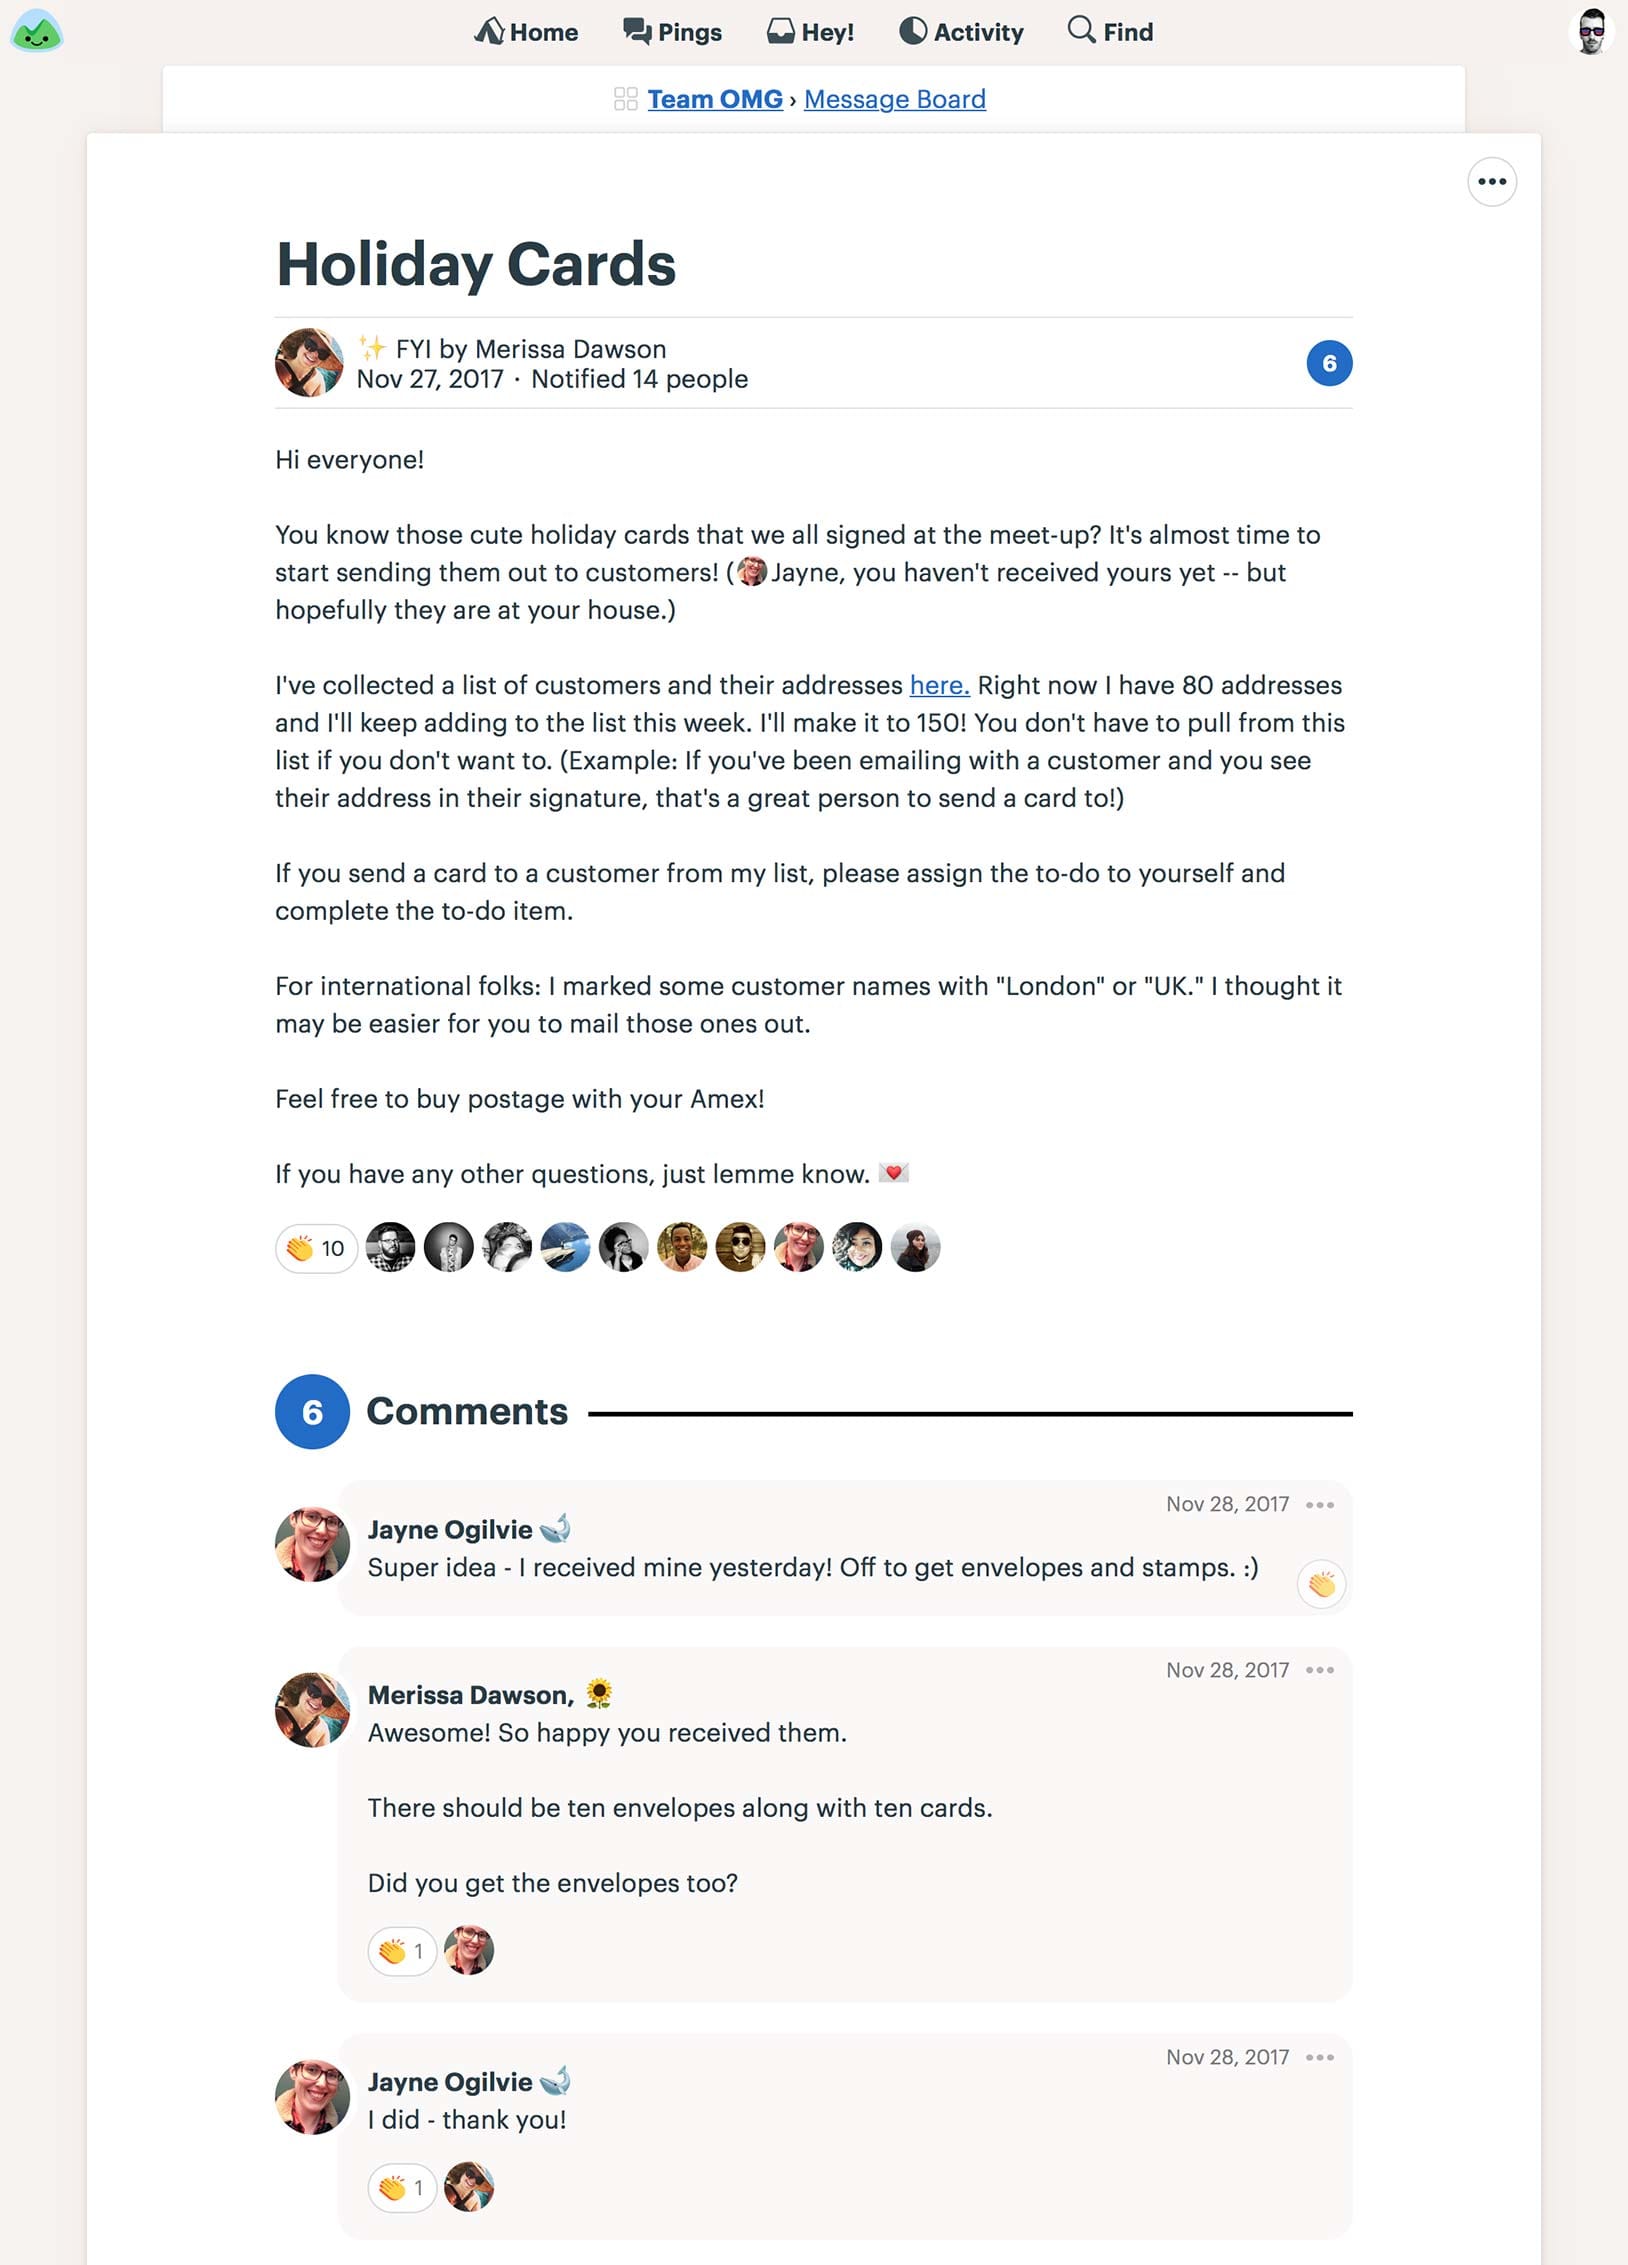 Home Pings Hey! Activity Find
Team OMG › Message Board
Holiday Cards
✨ FYI by Merissa Dawson
Nov 27, 2017 · Notified 14 people
6
Hi everyone!
You know those cute holiday cards that we all signed at the meet-up? It's almost time to
start sending them out to customers! (Jayne, you haven't received yours yet -- but
hopefully they are at your house.)
I've collected a list of customers and their addresses here. Right now I have 80 addresses
and I'll keep adding to the list this week. I'll make it to 150! You don't have to pull from this
list if you don't want to. (Example: If you've been emailing with a customer and you see
their address in their signature, that's a great person to send a card to!)
If you send a card to a customer from my list, please assign the to-do to yourself and
complete the to-do item.
For international folks: I marked some customer names with "London" or "UK." I thought it
may be easier for you to mail those ones out.
Feel free to buy postage with your Amex!
If you have any other questions, just lemme know. 💌
👏 10
6 Comments
Nov 28, 2017
Jayne Ogilvie 🐳
Super idea - I received mine yesterday! Off to get envelopes and stamps. :)
👏
Nov 28, 2017
Merissa Dawson, 🌻
Awesome! So happy you received them.
There should be ten envelopes along with ten cards.
Did you get the envelopes too?
👏 1
Nov 28, 2017
Jayne Ogilvie 🐳
I did - thank you!
👏 1